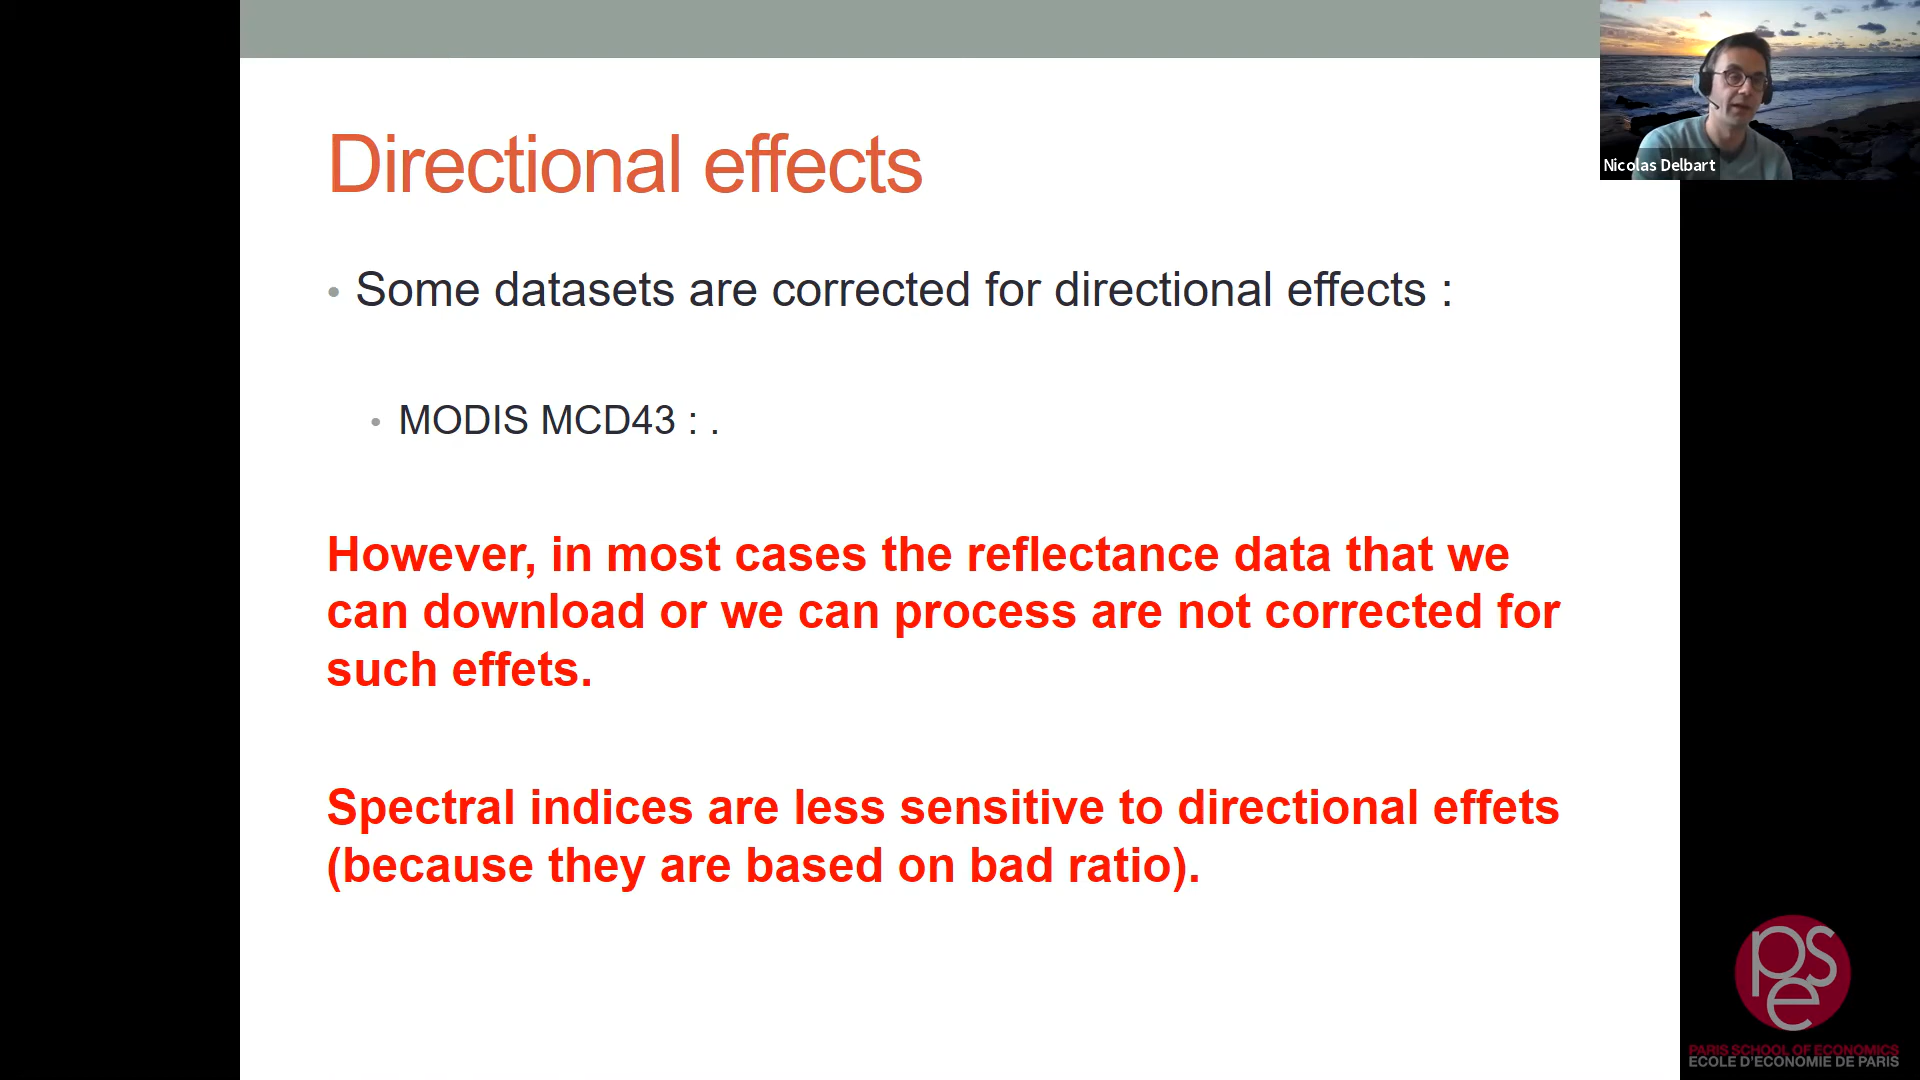 Directional effects
Nicolas Delbart
• Some datasets are corrected for directional effects :
• MODIS MCD43 : .
However, in most cases the reflectance data that we
can download or we can process are not corrected for
such effets.
Spectral indices are less sensitive to directional effets
(because they are based on bad ratio).
pse
PARIS SCHOOL OF ECONOMICS
ECOLE D'ECONOMIE DE PARIS